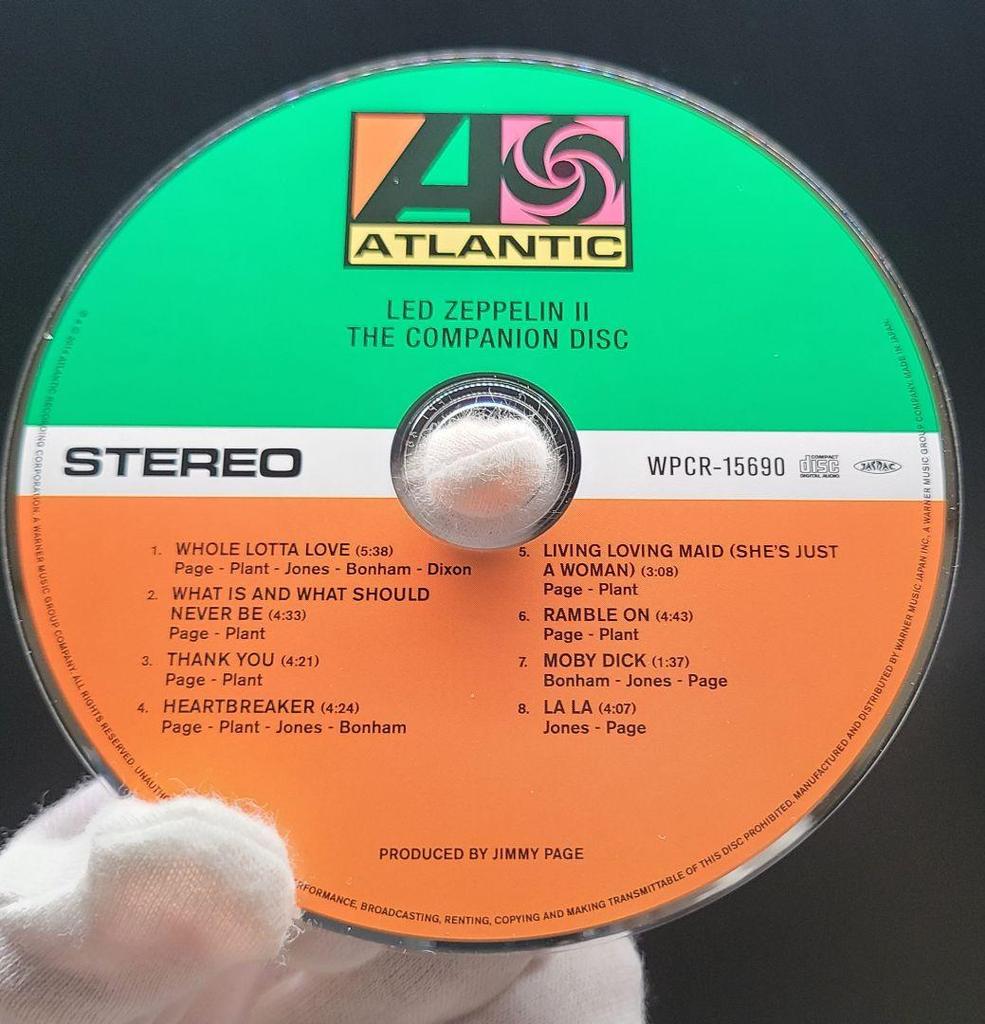 ATLANTIC
LED ZEPPELIN II
THE COMPANION DISC
STEREO
WPCR-15690
COMPACT
disc
DIGITAL AUDIO
JASRAC
1. WHOLE LOTTA LOVE (5:38)
Page - Plant - Jones - Bonham - Dixon
2. WHAT IS AND WHAT SHOULD
NEVER BE (4:33)
Page - Plant
3. THANK YOU (4:21)
Page - Plant
4. HEARTBREAKER (4:24)
Page - Plant - Jones - Bonham
5. LIVING LOVING MAID (SHE'S JUST
A WOMAN) (3:08)
Page - Plant
6. RAMBLE ON (4:43)
Page - Plant
7. MOBY DICK (1:37)
Bonham - Jones - Page
8. LA LA (4:07)
Jones - Page
PRODUCED BY JIMMY PAGE
℗ & © 2014 ATLANTIC RECORDING CORPORATION, A WARNER MUSIC GROUP COMPANY. ALL RIGHTS RESERVED. RENTING, COPYING AND MAKING TRANSMITTABLE OF THIS DISC PROHIBITED. MANUFACTURED AND DISTRIBUTED BY WARNER MUSIC JAPAN INC., A WARNER MUSIC GROUP COMPANY. MADE IN JAPAN.